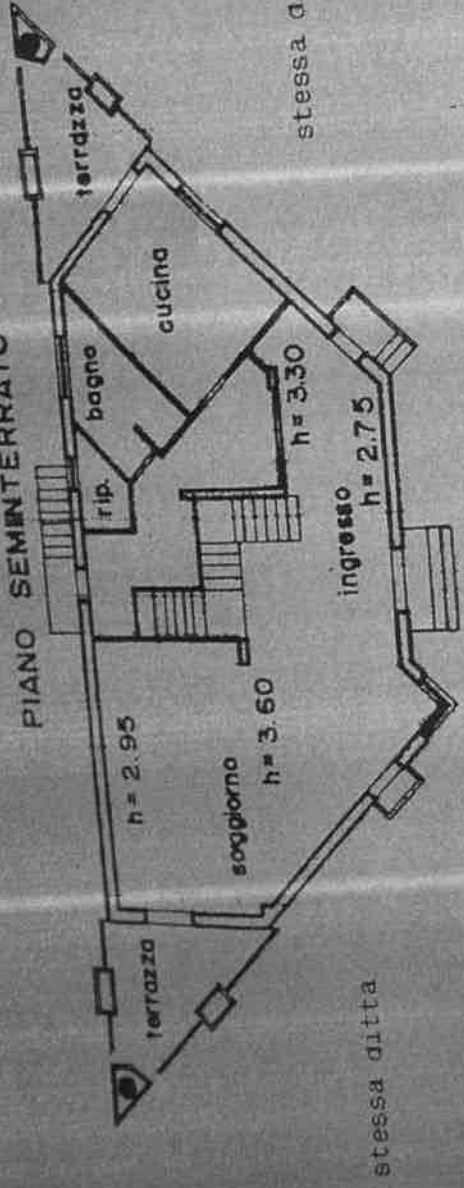 PIANO SEMINTERRATO
terrazza
stessa d
bagno
cucina
rip.
h = 3.30
h = 2.95
ingresso
h = 2.75
soggiorno
h = 3.60
terrazza
stessa ditta